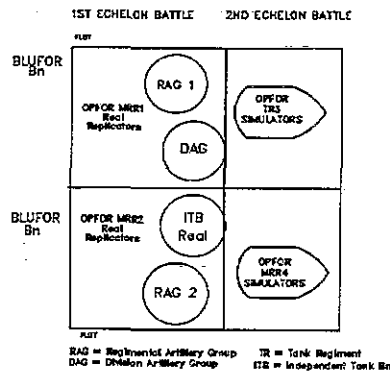 1ST ECHELON BATTLE 2ND ECHELON BATTLE
FLOT
BLUFOR
Bn
RAG 1
OPFOR MRR1
Real
Replicators
DAG
OPFOR
TR3
SIMULATORS
BLUFOR
Bn
OPFOR MRR2
Real
Replicators
ITB
Real
RAG 2
OPFOR
MRR4
SIMULATORS
FLOT
RAG = Regimental Artillery Group TR = Tank Regiment
DAG = Division Artillery Group ITB = Independent Tank Bn